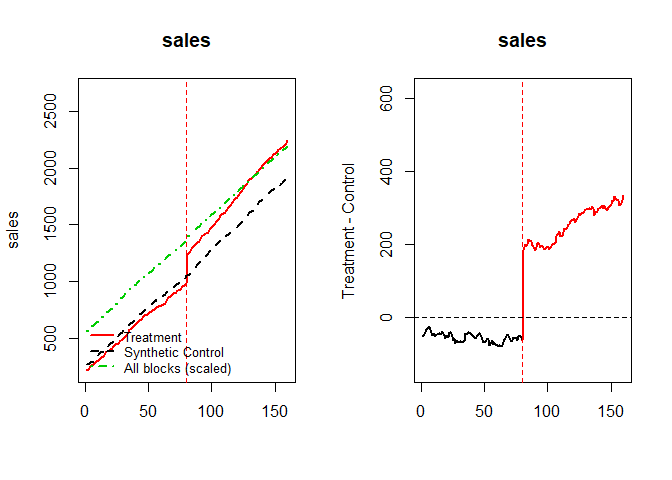 sales
sales
500 1000 1500 2000 2500
0 50 100 150
Treatment
Synthetic Control
All blocks (scaled)
sales
Treatment - Control
0 200 400 600
0 50 100 150